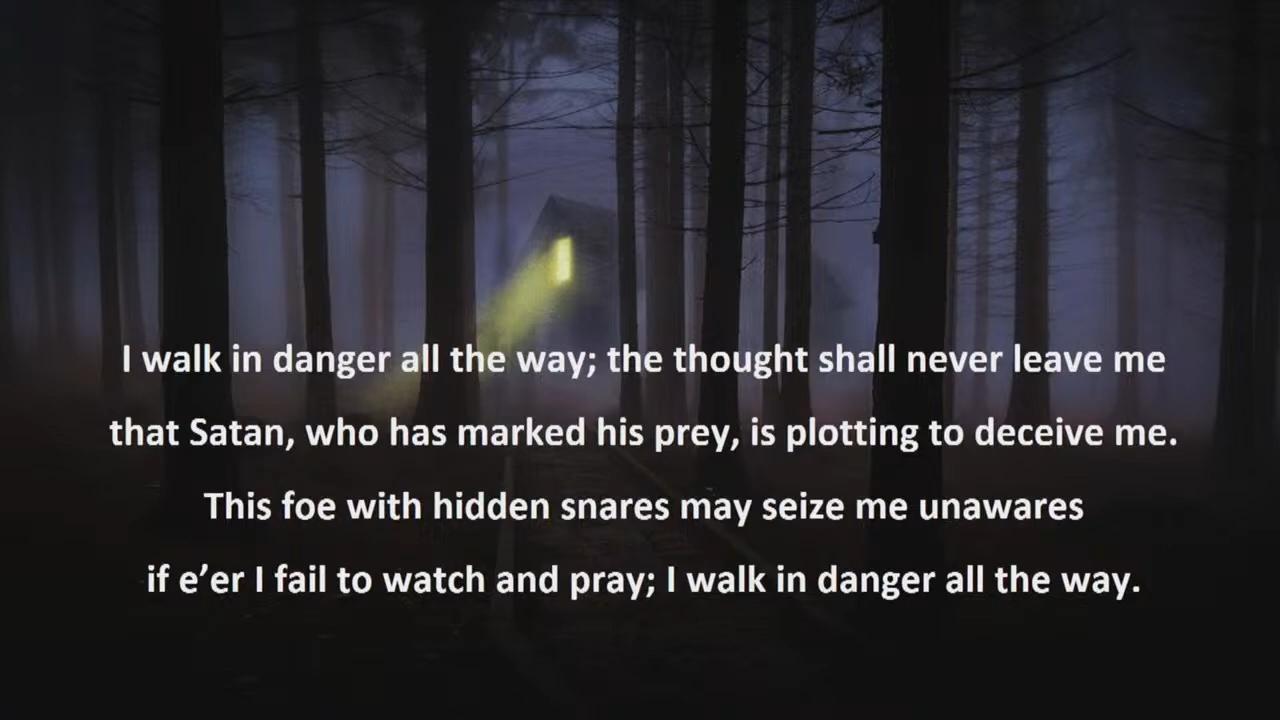 I walk in danger all the way; the thought shall never leave me
that Satan, who has marked his prey, is plotting to deceive me.
This foe with hidden snares may seize me unawares
if e’er I fail to watch and pray; I walk in danger all the way.